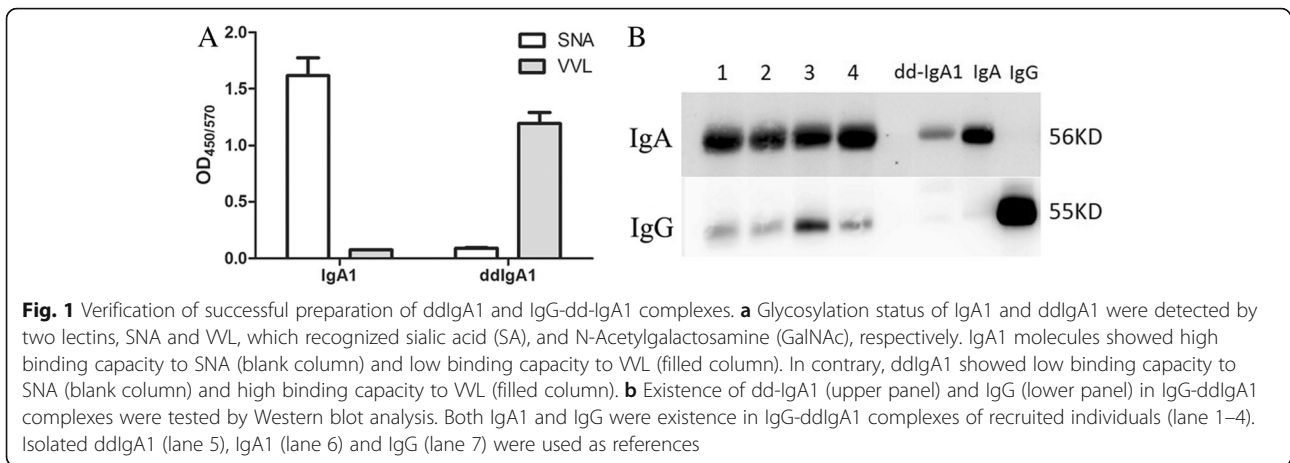 A
2.0
1.5
1.0
0.5
0.0
OD450/570
SNA
VVL
IgA1
ddIgA1
B
1 2 3 4 dd-IgA1 IgA IgG
IgA
56KD
IgG
55KD
Fig. 1 Verification of successful preparation of ddIgA1 and IgG-dd-IgA1 complexes. a Glycosylation status of IgA1 and ddIgA1 were detected by
two lectins, SNA and VVL, which recognized sialic acid (SA), and N-Acetylgalactosamine (GalNAc), respectively. IgA1 molecules showed high
binding capacity to SNA (blank column) and low binding capacity to VVL (filled column). In contrary, ddIgA1 showed low binding capacity to
SNA (blank column) and high binding capacity to VVL (filled column). b Existence of dd-IgA1 (upper panel) and IgG (lower panel) in IgG-ddIgA1
complexes were tested by Western blot analysis. Both IgA1 and IgG were existence in IgG-ddIgA1 complexes of recruited individuals (lane 1–4).
Isolated ddIgA1 (lane 5), IgA1 (lane 6) and IgG (lane 7) were used as references